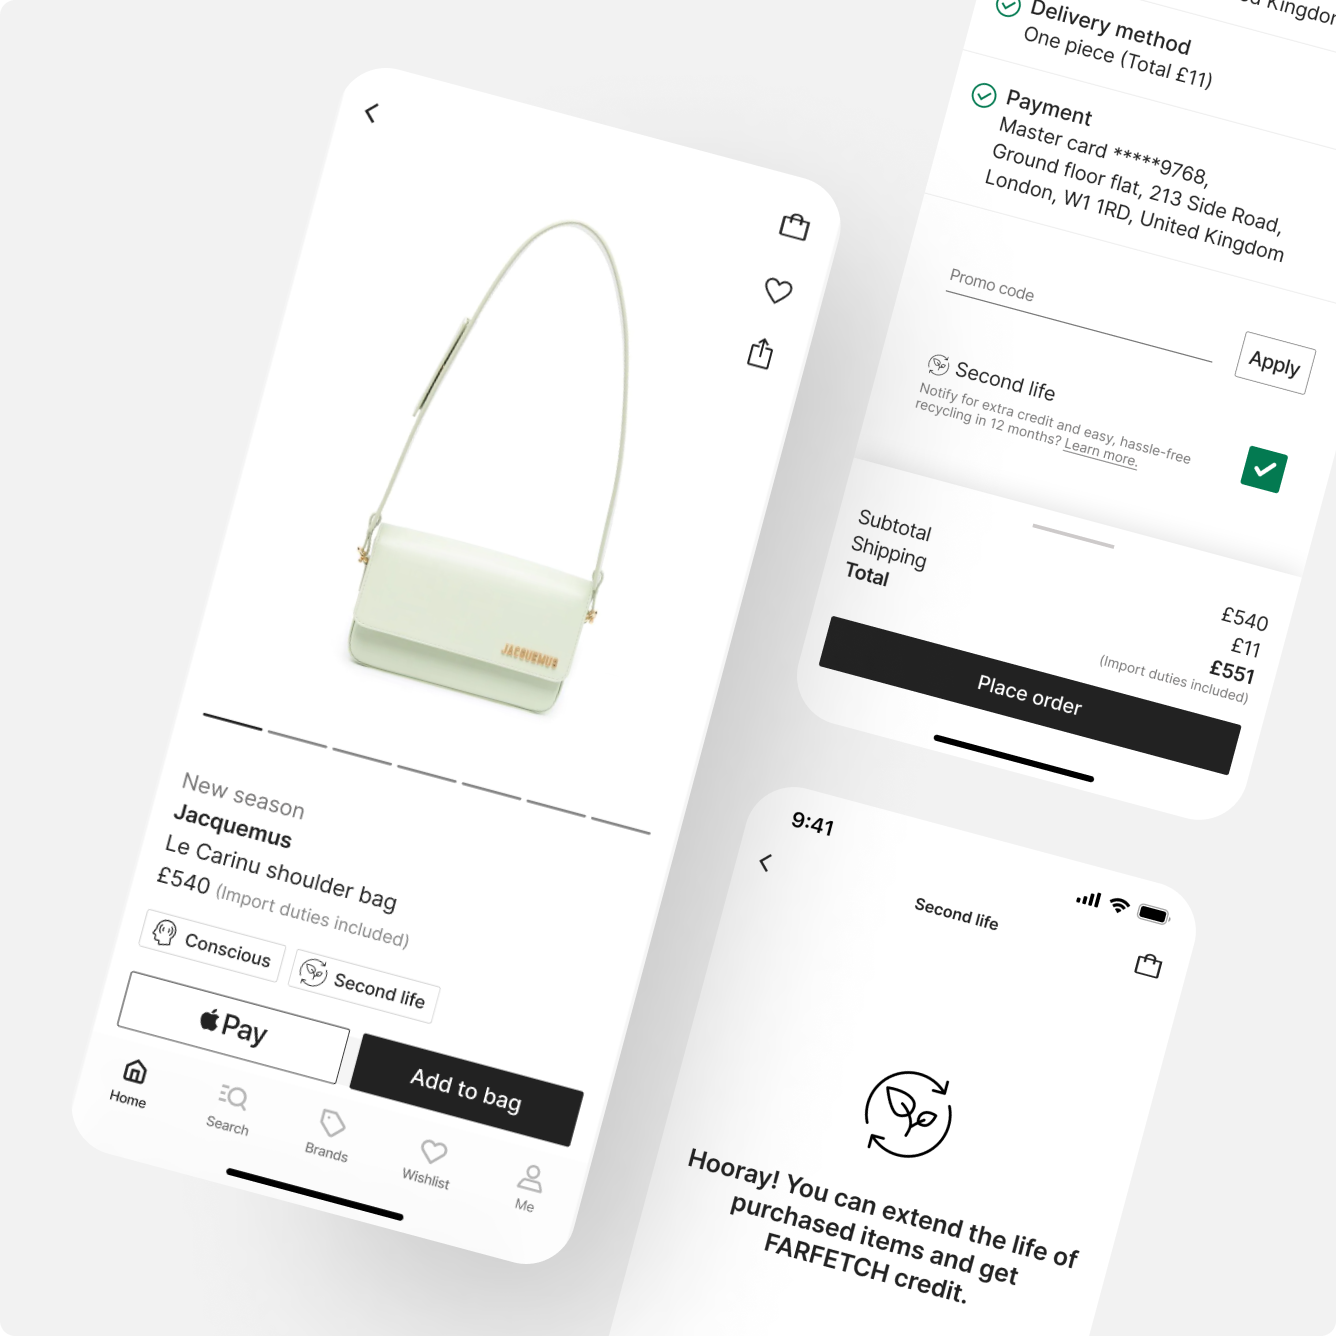 JACQUEMUS
New season
Jacquemus
Le Carinu shoulder bag
£540 (Import duties included)
Conscious
Second life
Pay
Add to bag
Home
Search
Brands
Wishlist
Me
Kingdom
Delivery method
One piece (Total £11)
Payment
Master card *****9768,
Ground floor flat, 213 Side Road,
London, W1 1RD, United Kingdom
Promo code
Apply
Second life
Notify for extra credit and easy, hassle-free
recycling in 12 months? Learn more.
Subtotal
Shipping
Total
£540
£11
£551
(Import duties included)
Place order
9:41
Second life
Hooray! You can extend the life of
purchased items and get
FARFETCH credit.